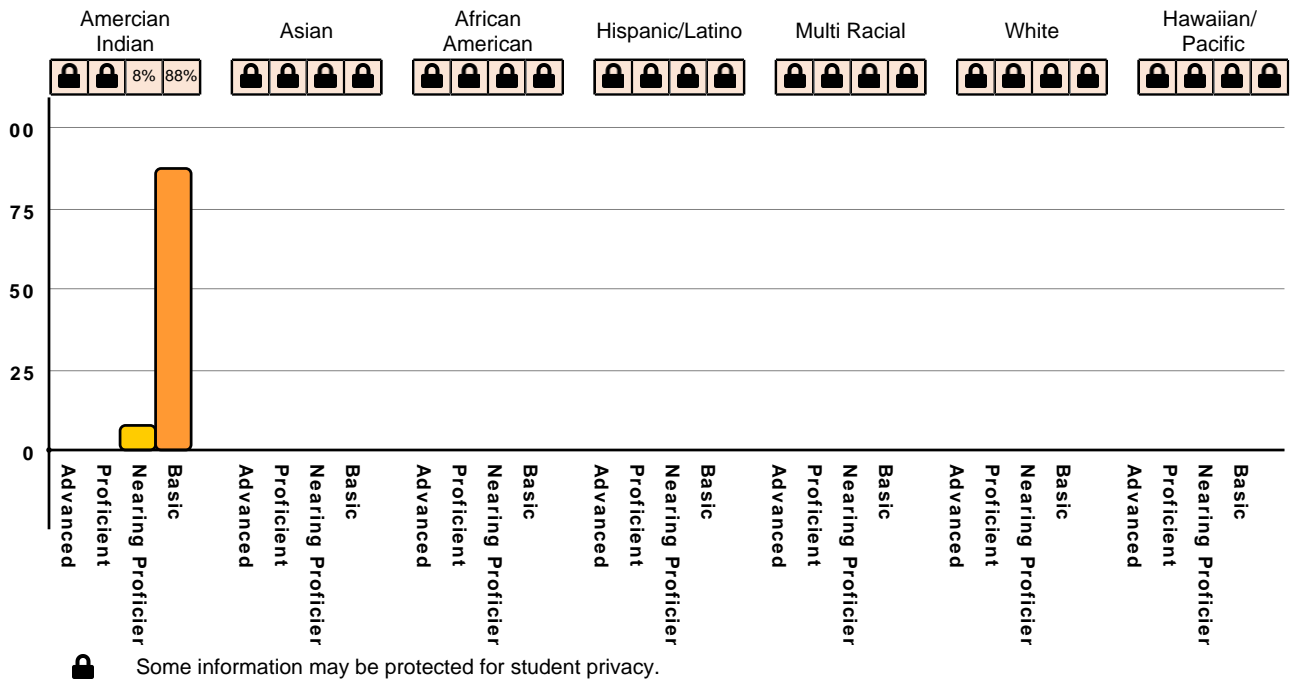 Amercian
Indian
Asian
African
American
Hispanic/Latino
Multi Racial
White
Hawaiian/
Pacific
8% 88%
00
75
50
25
0
Advanced
Proficient
Nearing Proficier
Basic
Advanced
Proficient
Nearing Proficier
Basic
Advanced
Proficient
Nearing Proficier
Basic
Advanced
Proficient
Nearing Proficier
Basic
Advanced
Proficient
Nearing Proficier
Basic
Advanced
Proficient
Nearing Proficier
Basic
Advanced
Proficient
Nearing Proficier
Basic
Some information may be protected for student privacy.